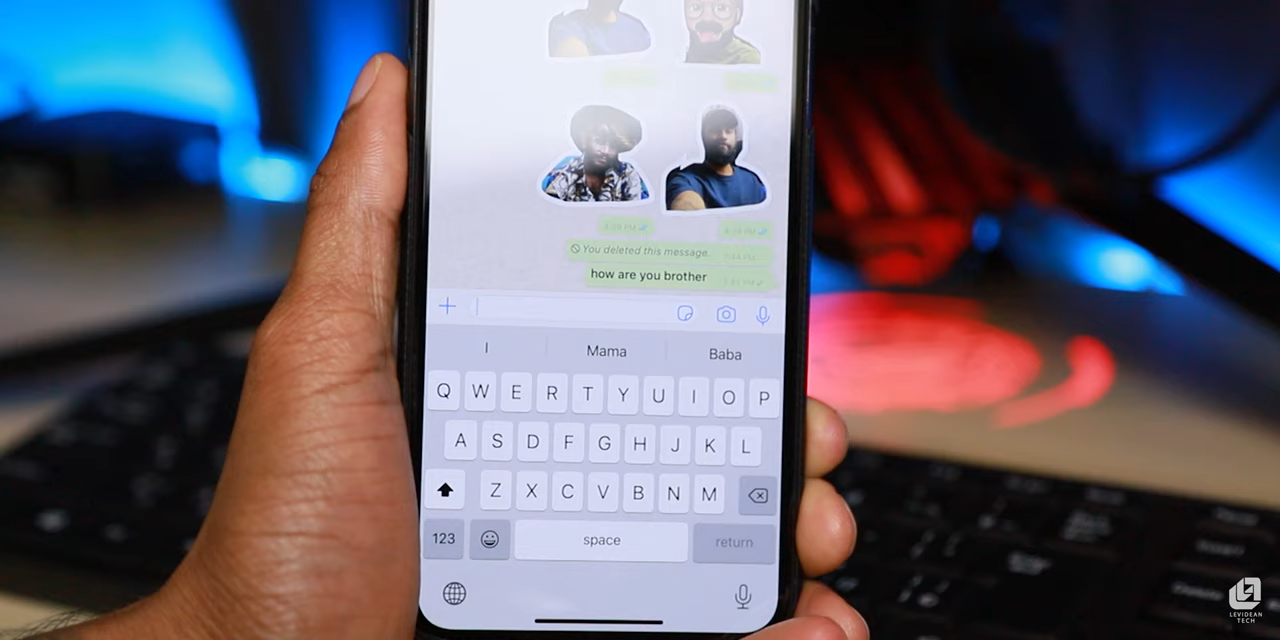 You deleted this message.
how are you brother
I Mama Baba
Q W E R T Y U I O P
A S D F G H J K L
Z X C V B N M
123 space return
LEVIDEAN
TECH